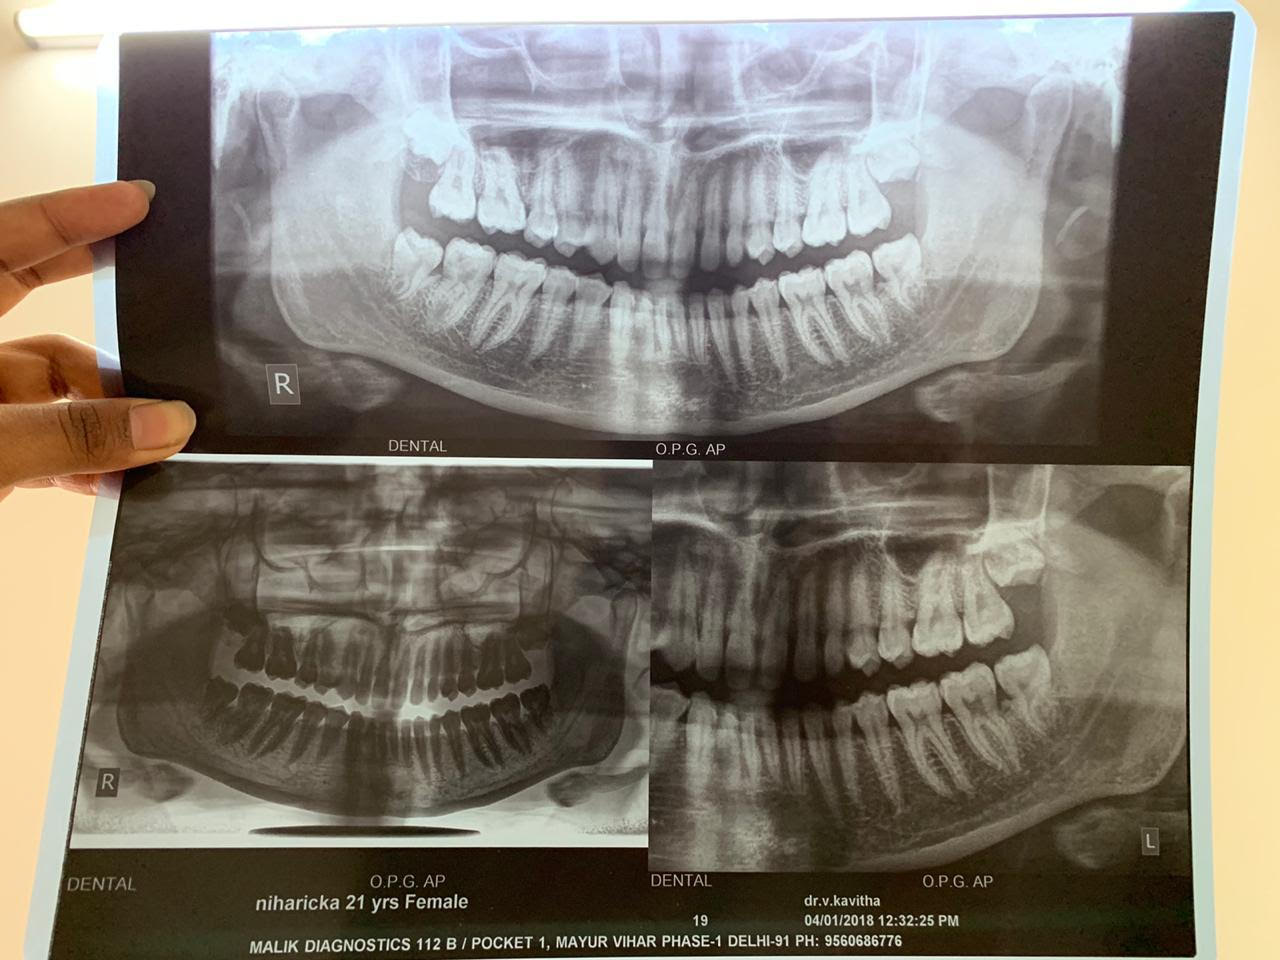 R
DENTAL O.P.G. AP
R
L
DENTAL O.P.G. AP DENTAL O.P.G. AP
niharicka 21 yrs Female dr.v.kavitha
19 04/01/2018 12:32:25 PM
MALIK DIAGNOSTICS 112 B / POCKET 1, MAYUR VIHAR PHASE-1 DELHI-91 PH: 9560686776